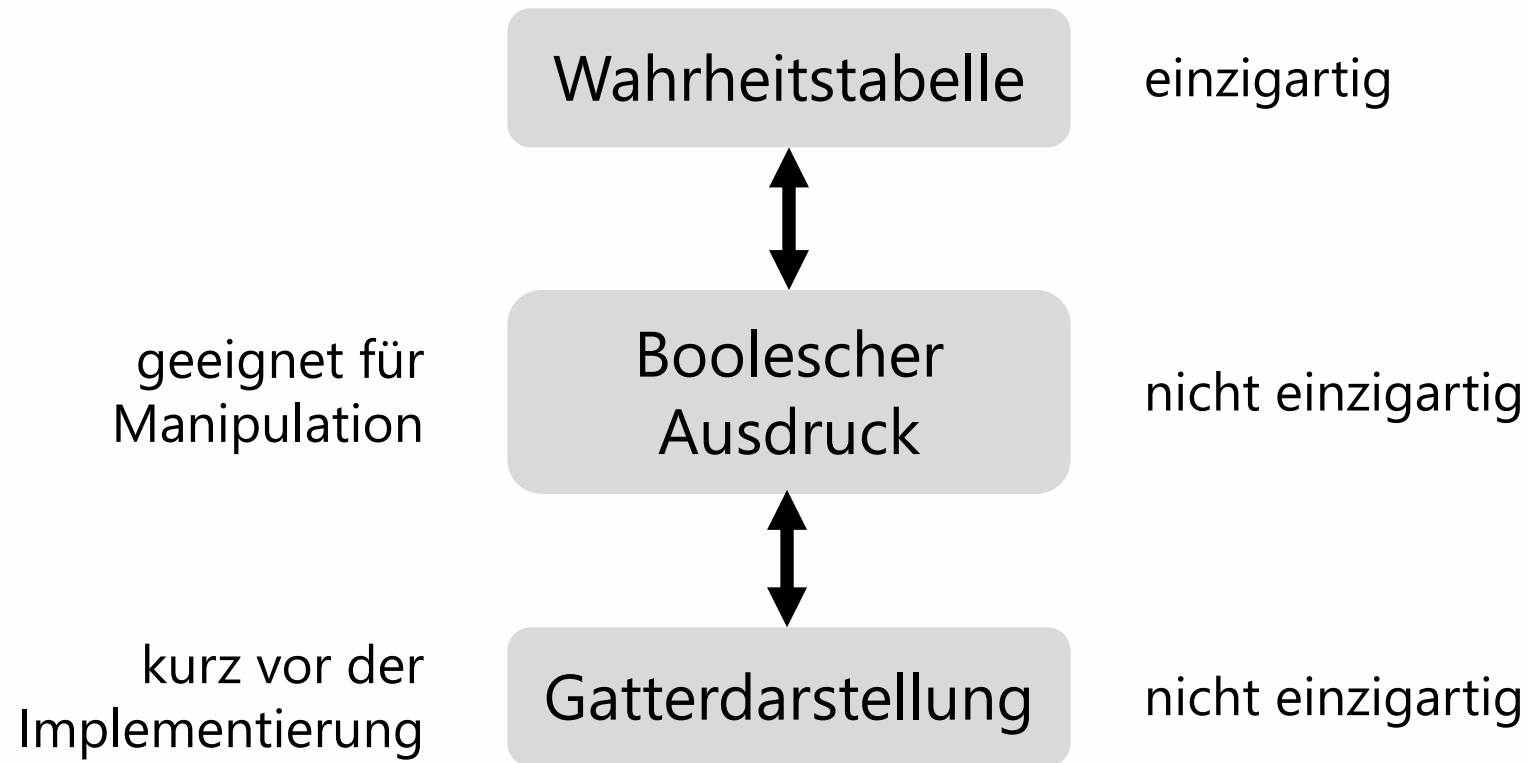 Wahrheitstabelle
einzigartig
geeignet für
Manipulation
Boolescher
Ausdruck
nicht einzigartig
kurz vor der
Implementierung
Gatterdarstellung
nicht einzigartig